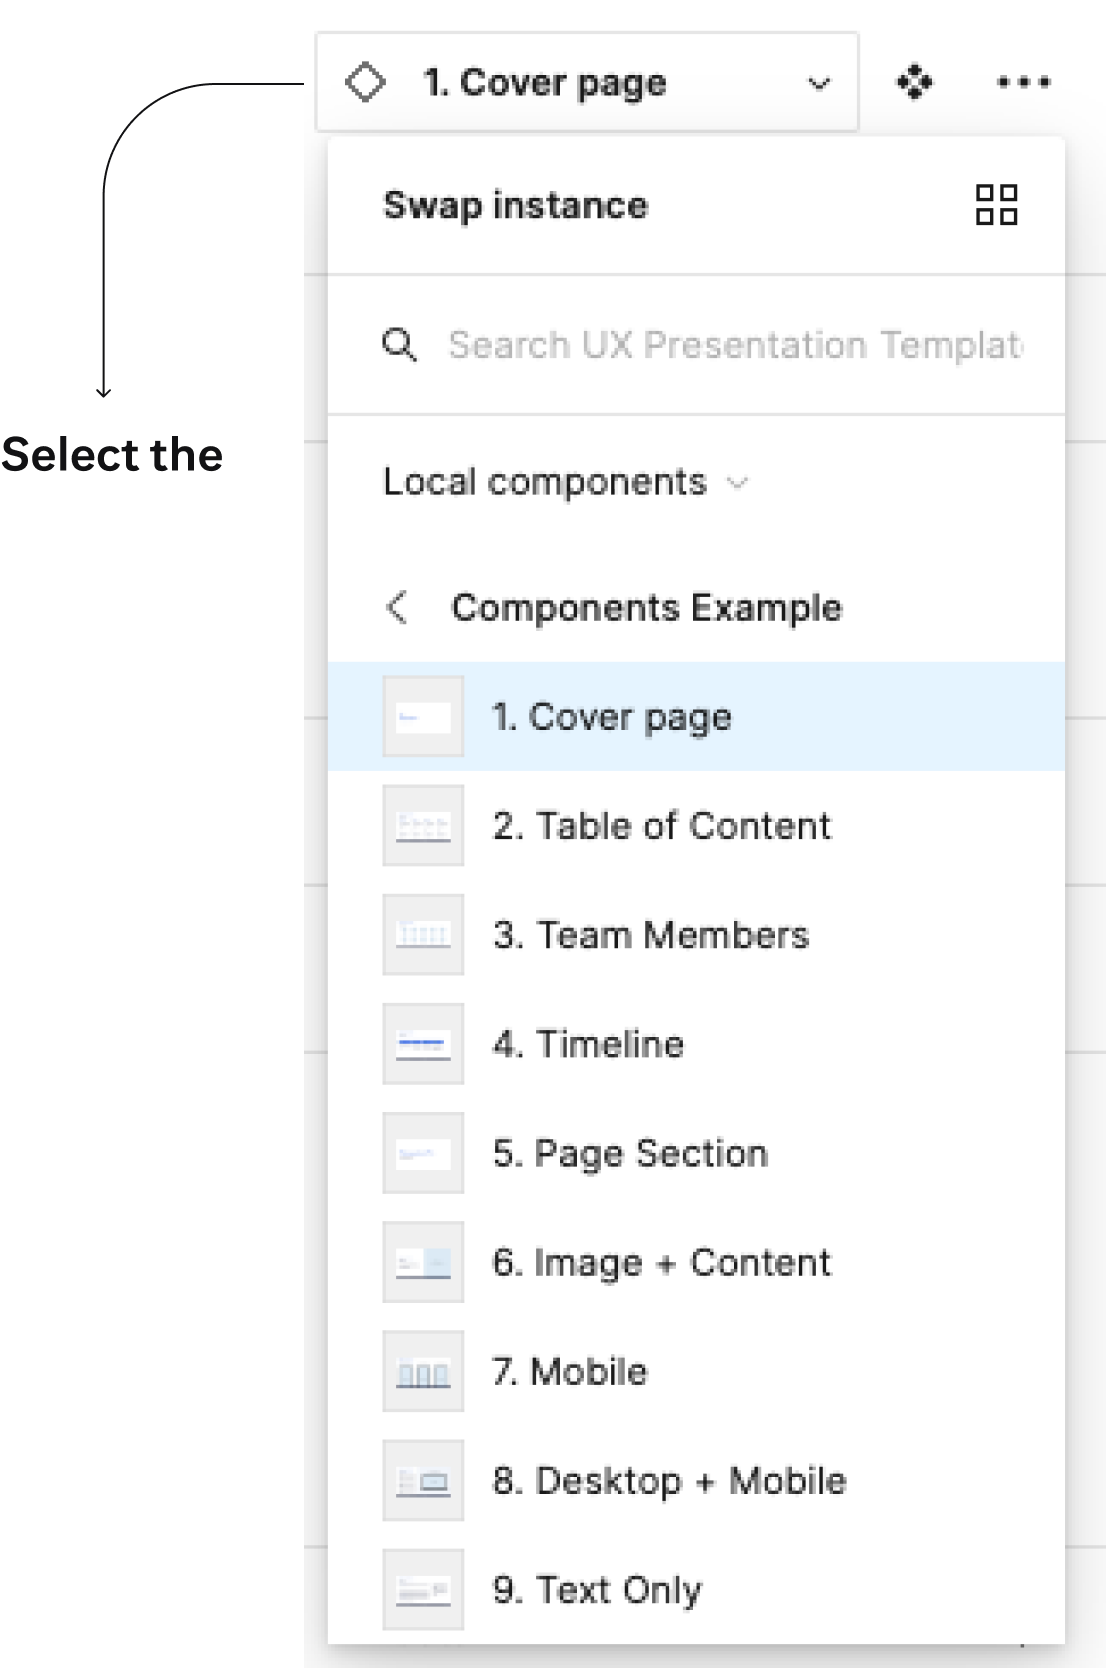 1. Cover page
Swap instance
Search UX Presentation Templat
Select the
Local components
Components Example
1. Cover page
2. Table of Content
3. Team Members
4. Timeline
5. Page Section
6. Image + Content
7. Mobile
8. Desktop + Mobile
9. Text Only